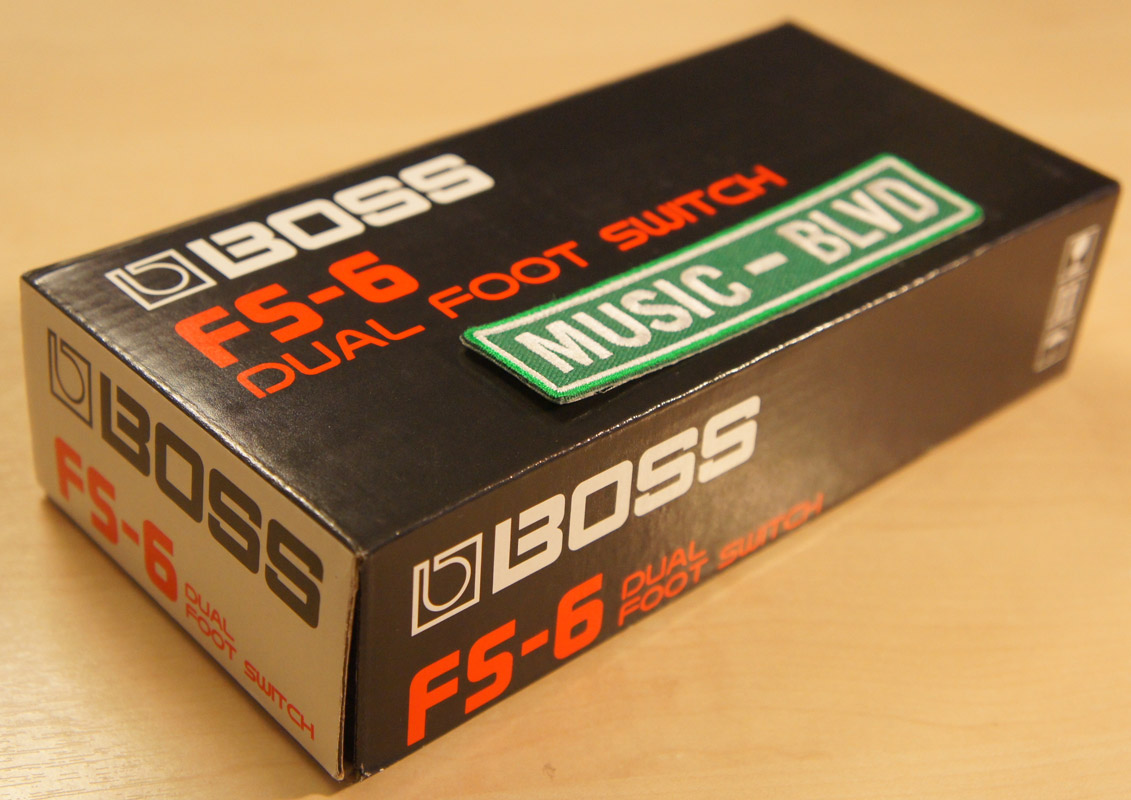 BOSS
FS-6
DUAL FOOT SWITCH
MUSIC - BLVD
BOSS
FS-6
DUAL
FOOT SWITCH
BOSS
FS-6
DUAL
FOOT SWITCH